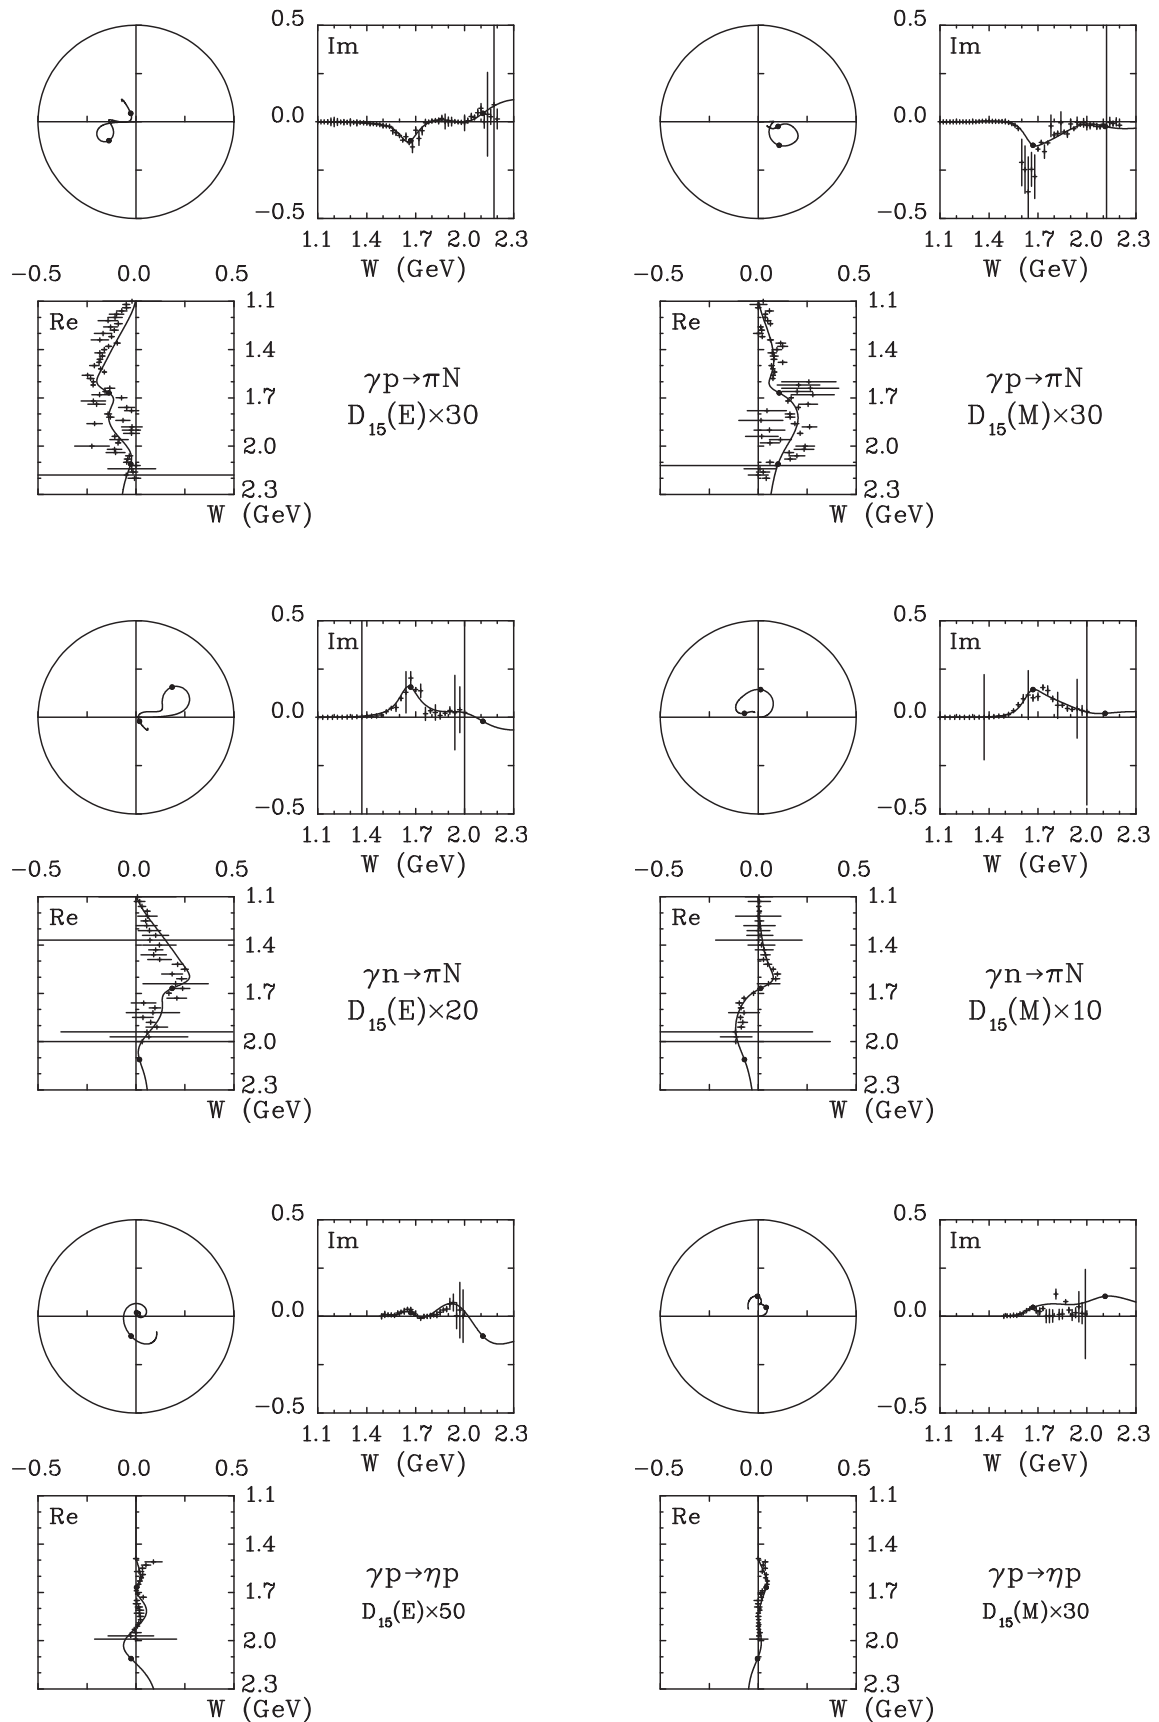 0.5
Im
0.0
−0.5
1.1 1.4 1.7 2.0 2.3
W (GeV)
−0.5 0.0 0.5
Re
1.1
1.4
1.7
2.0
2.3
W (GeV)
γp→πN
D15(E)×30
0.5
Im
0.0
−0.5
1.1 1.4 1.7 2.0 2.3
W (GeV)
−0.5 0.0 0.5
Re
1.1
1.4
1.7
2.0
2.3
W (GeV)
γp→πN
D15(M)×30
0.5
Im
0.0
−0.5
1.1 1.4 1.7 2.0 2.3
W (GeV)
−0.5 0.0 0.5
Re
1.1
1.4
1.7
2.0
2.3
W (GeV)
γn→πN
D15(E)×20
0.5
Im
0.0
−0.5
1.1 1.4 1.7 2.0 2.3
W (GeV)
−0.5 0.0 0.5
Re
1.1
1.4
1.7
2.0
2.3
W (GeV)
γn→πN
D15(M)×10
0.5
Im
0.0
−0.5
1.1 1.4 1.7 2.0 2.3
W (GeV)
−0.5 0.0 0.5
Re
1.1
1.4
1.7
2.0
2.3
W (GeV)
γp→ηp
D15(E)×50
0.5
Im
0.0
−0.5
1.1 1.4 1.7 2.0 2.3
W (GeV)
−0.5 0.0 0.5
Re
1.1
1.4
1.7
2.0
2.3
W (GeV)
γp→ηp
D15(M)×30